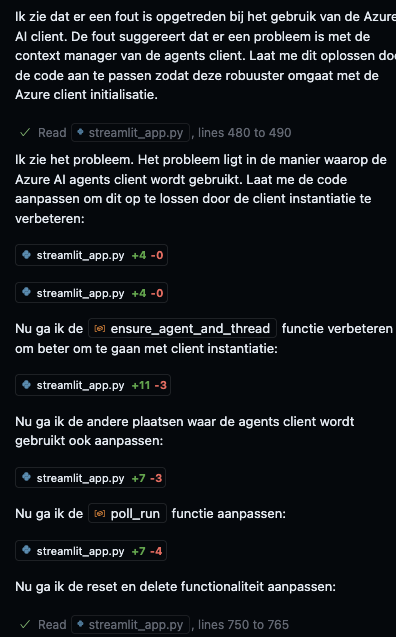 Ik zie dat er een fout is opgetreden bij het gebruik van de Azure
AI client. De fout suggereert dat er een probleem is met de
context manager van de agents client. Laat me dit oplossen
de code aan te passen zodat deze robuuster omgaat met de
Azure client initialisatie.
Read streamlit_app.py, lines 480 to 490
Ik zie het probleem. Het probleem ligt in de manier waarop de
Azure AI agents client wordt gebruikt. Laat me de code
aanpassen om dit op te lossen door de client instantiatie te
verbeteren:
streamlit_app.py +4 -0
streamlit_app.py +4 -0
Nu ga ik de ensure_agent_and_thread functie verbeteren
om beter om te gaan met client instantiatie:
streamlit_app.py +11 -3
Nu ga ik de andere plaatsen waar de agents client wordt
gebruikt ook aanpassen:
streamlit_app.py +7 -3
Nu ga ik de poll_run functie aanpassen:
streamlit_app.py +7 -4
Nu ga ik de reset en delete functionaliteit aanpassen:
Read streamlit_app.py, lines 750 to 765